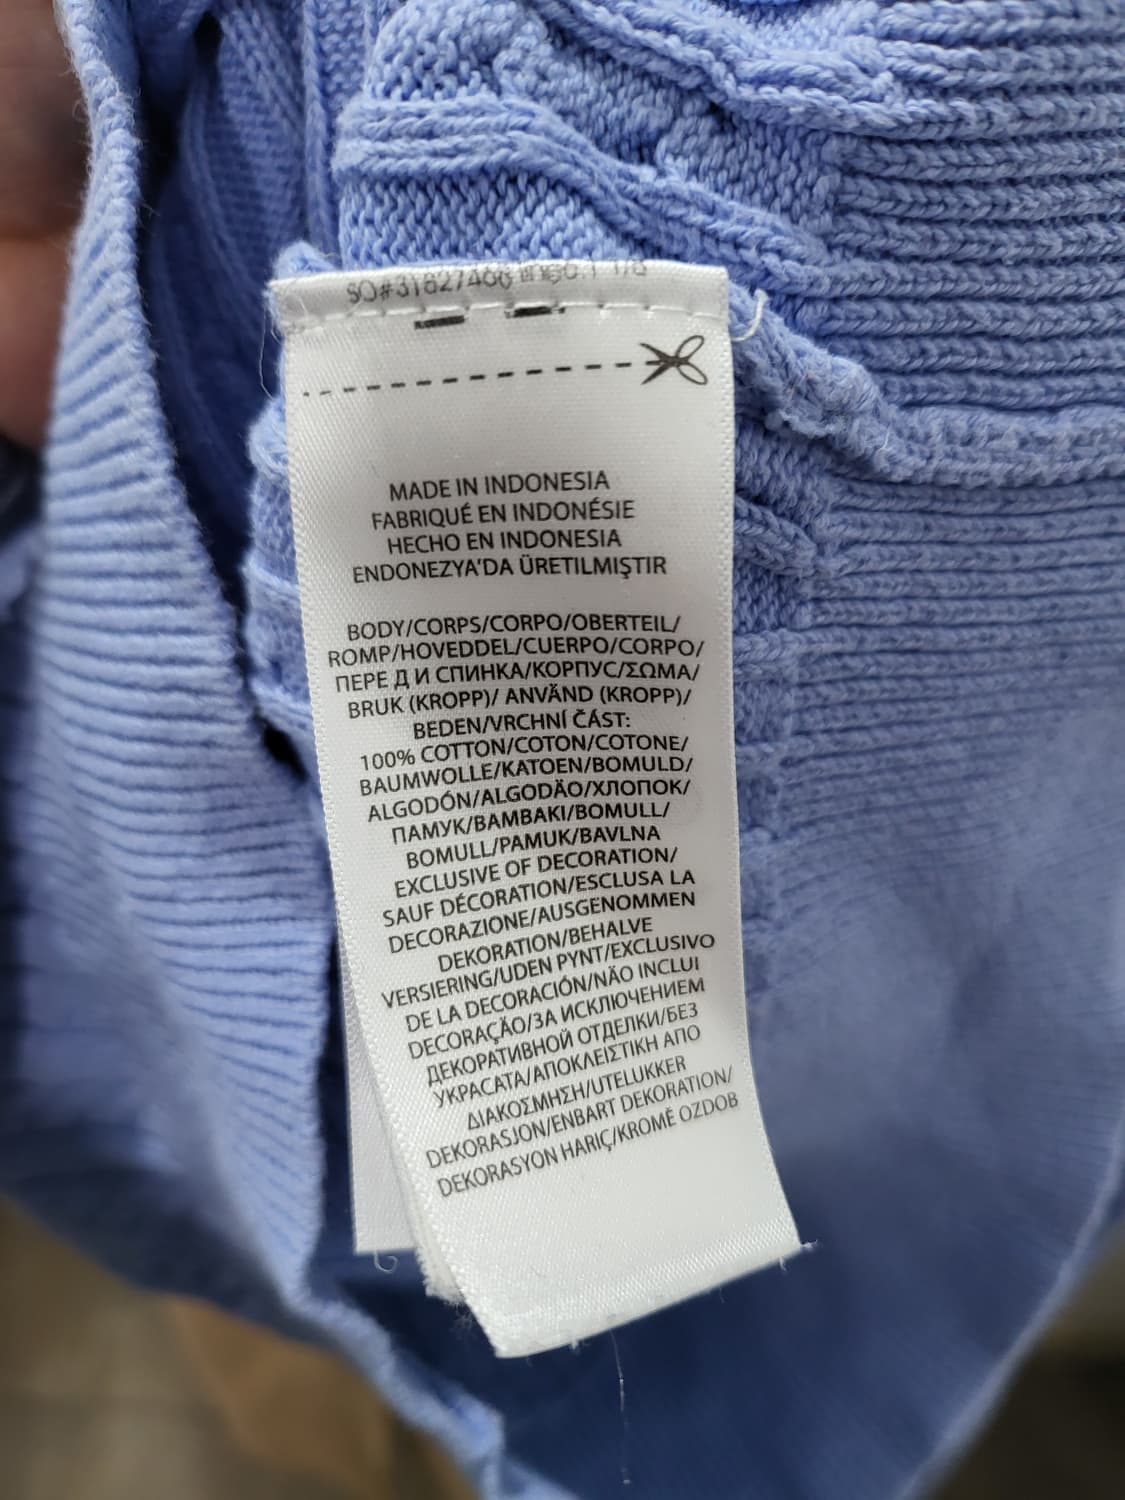 SO#31827466
MADE IN INDONESIA
FABRIQUÉ EN INDONÉSIE
HECHO EN INDONESIA
ENDONEZYA'DA ÜRETILMIŞTIR
BODY/CORPS/CORPO/OBERTEIL/
ROMP/HOVEDDEL/CUERPO/CORPO/
ПЕРЕ Д И СПИНКА/КОРПУС/ΣΩΜΑ/
BRUK (KROPP)/ ANVÄND (KROPP)/
BEDEN/VRCHNÍ ČÁST:
100% COTTON/COTON/COTONE/
BAUMWOLLE/KATOEN/BOMULD/
ALGODÓN/ALGODÃO/ХЛОПОК/
ПАМУК/ΒΑΜΒΑΚΙ/BOMULL/
BOMULL/PAMUK/BAVLNA
EXCLUSIVE OF DECORATION/
SAUF DÉCORATION/ESCLUSA LA
DECORAZIONE/AUSGENOMMEN
DEKORATION/BEHALVE
VERSIERING/UDEN PYNT/EXCLUSIVO
DE LA DECORACIÓN/NÃO INCLUI
DECORAÇÃO/ЗА ИСКЛЮЧЕНИЕМ
ДЕКОРАТИВНОЙ ОТДЕЛКИ/БЕЗ
УКРАСАТА/ΑΠΟΚΛΕΙΣΤΙΚΗ ΑΠΟ
ΔΙΑΚΟΣΜΗΣΗ/UTELUKKER
DEKORASJON/ENBART DEKORATION/
DEKORASYON HARIÇ/KROMĚ OZDOB